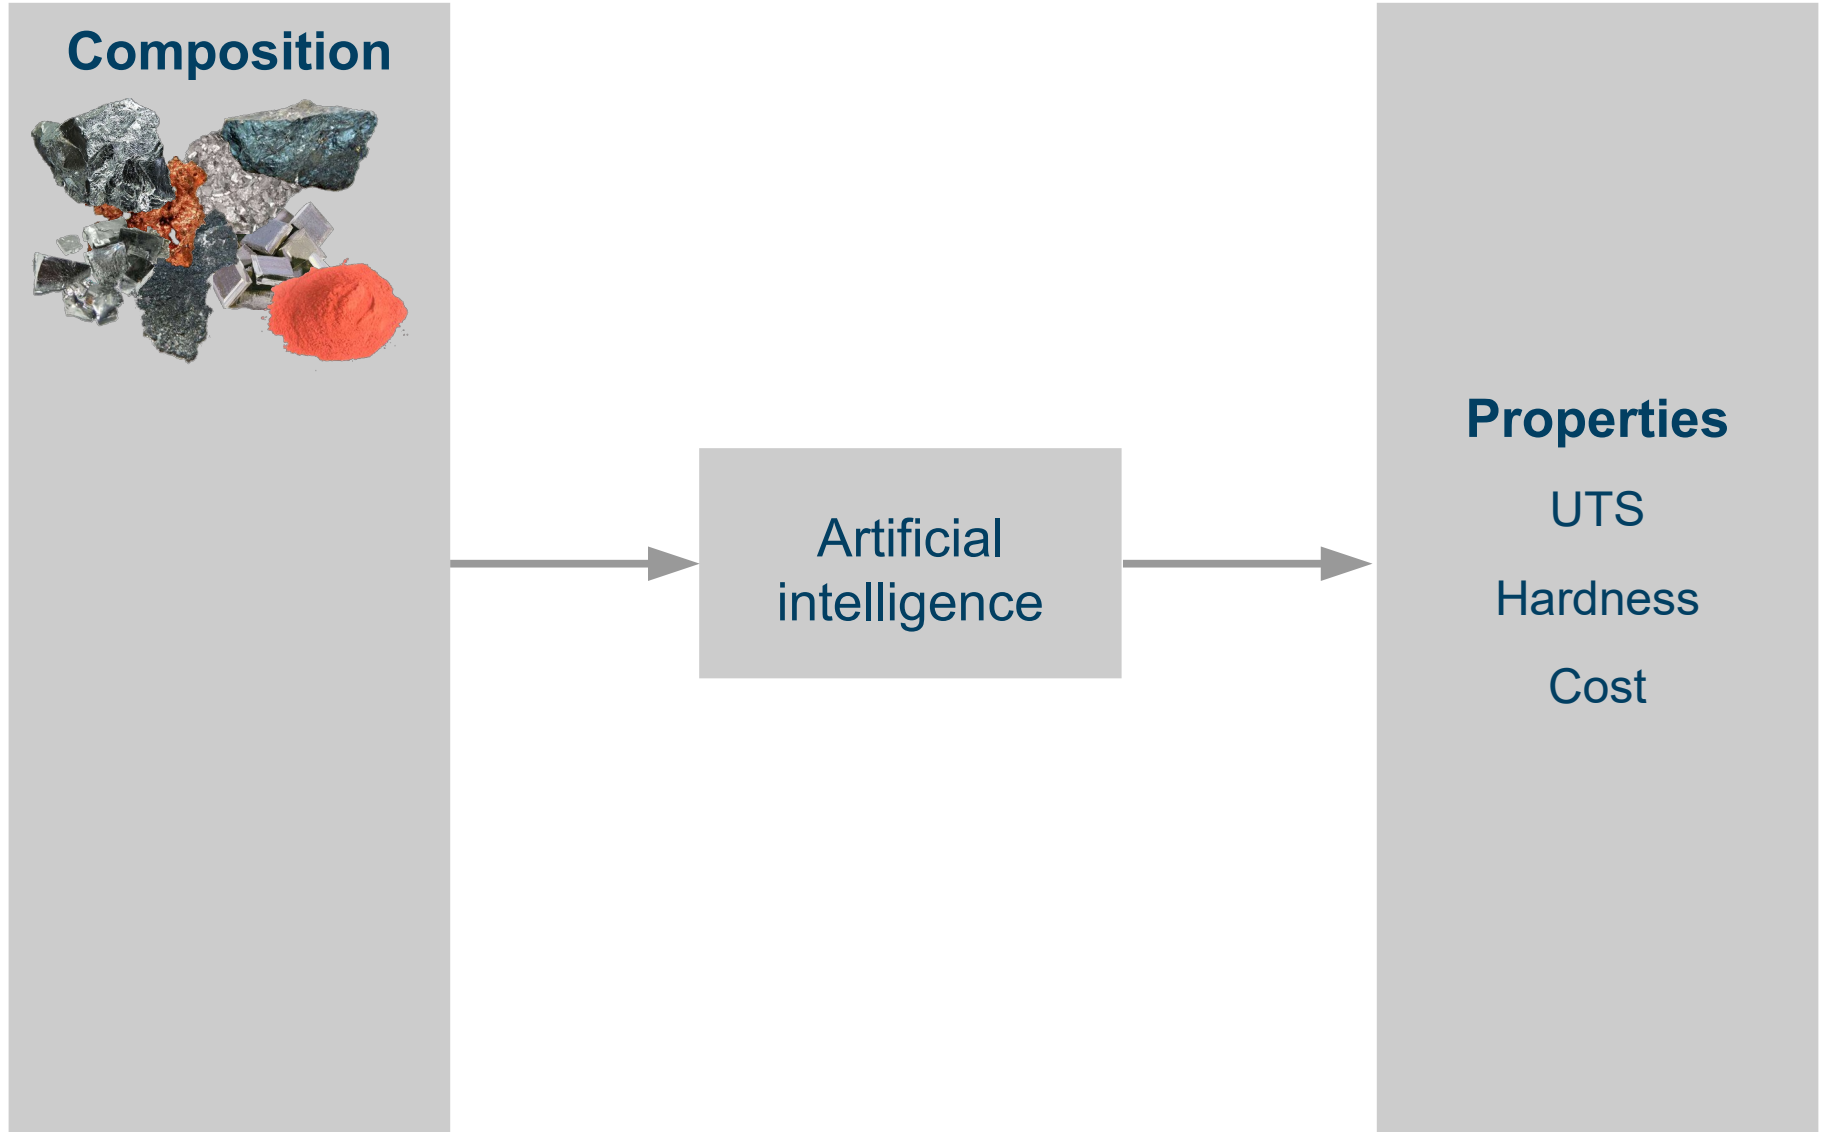 Composition
Artificial
intelligence
Properties
UTS
Hardness
Cost